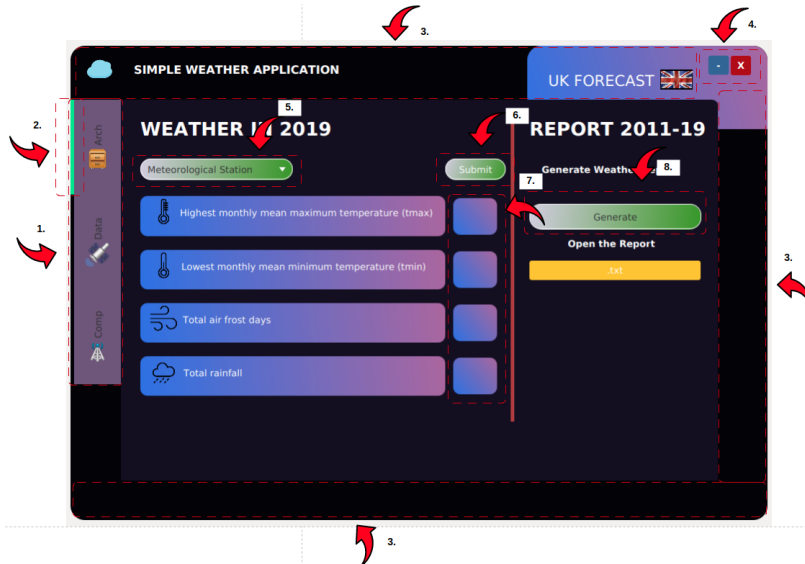 3.
4.
SIMPLE WEATHER APPLICATION
UK FORECAST
-
X
2.
Arch
5.
6.
WEATHER IN 2019
REPORT 2011-19
Meteorological Station
Submit
Generate Weather
8.
7.
Highest monthly mean maximum temperature (tmax)
Generate
1.
Data
Open the Report
3.
Lowest monthly mean minimum temperature (tmin)
.txt
Comp
Total air frost days
Total rainfall
3.